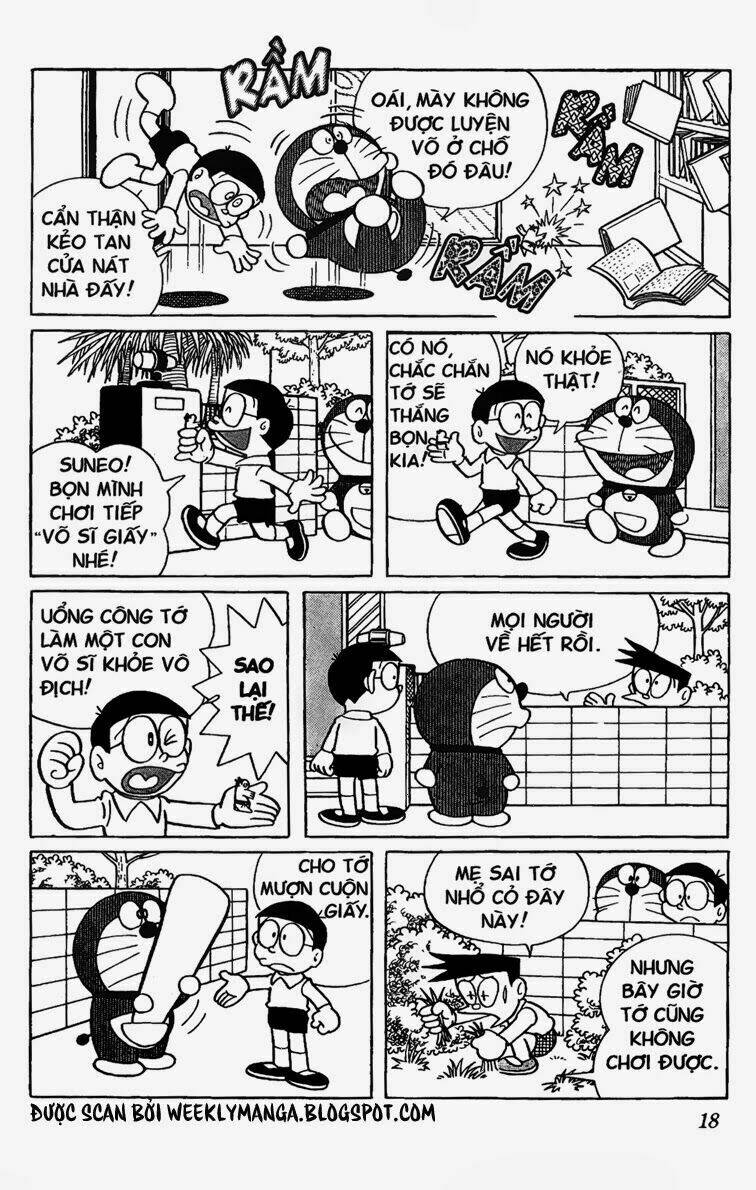 RẦM
OÁI, MÀY KHÔNG
ĐƯỢC LUYỆN
VÕ Ở CHỖ
ĐÓ ĐÂU!
RẦM
RẦM
CẨN THẬN
KẺO TAN
CỬA NÁT
NHÀ ĐẤY!
SUNEO!
BỌN MÌNH
CHƠI TIẾP
“VÕ SĨ GIẤY”
NHÉ!
CÓ NÓ,
CHẮC CHẮN
TỚ SẼ
THẮNG
BỌN
KIA!
NÓ KHỎE
THẬT!
UỔNG CÔNG TỚ
LÀM MỘT CON
VÕ SĨ KHỎE VÔ
ĐỊCH!
SAO
LẠI
THẾ!
MỌI NGƯỜI
VỀ HẾT RỒI.
CHO TỚ
MƯỢN CUỘN
GIẤY.
MẸ SAI TỚ
NHỔ CỎ ĐÂY
NÀY!
NHƯNG
BÂY GIỜ
TỚ CŨNG
KHÔNG
CHƠI ĐƯỢC.
ĐƯỢC SCAN BỞI WEEKLYMANGA.BLOGSPOT.COM
18